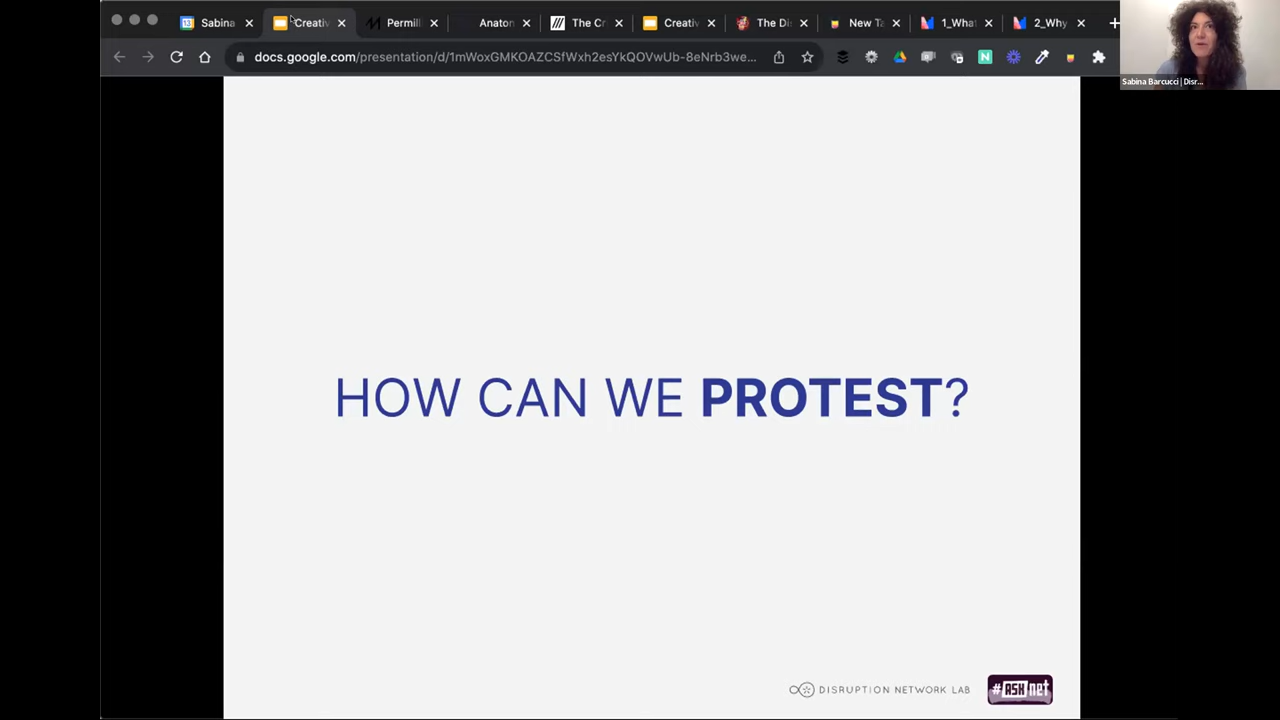 Sabina
Creativ
Permill
Anaton
The Cr
Creativ
The Di
New Ta
1_What
2_Why
docs.google.com/presentation/d/1mWoxGMKOAZCSfWxh2esYkQOVwUb-8eNrb3we...
Sabina Barcucci | Disr...
HOW CAN WE PROTEST?
DISRUPTION NETWORK LAB
#ASKnet